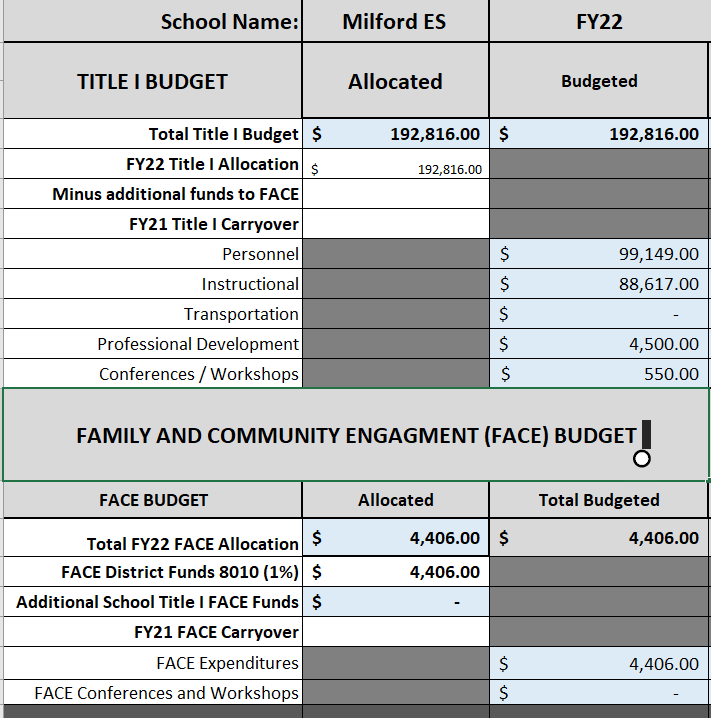 School Name: Milford ES FY22
TITLE I BUDGET Allocated Budgeted
Total Title I Budget $ 192,816.00 $ 192,816.00
FY22 Title I Allocation $ 192,816.00
Minus additional funds to FACE
FY21 Title I Carryover
Personnel $ 99,149.00
Instructional $ 88,617.00
Transportation $ -
Professional Development $ 4,500.00
Conferences / Workshops $ 550.00
FAMILY AND COMMUNITY ENGAGMENT (FACE) BUDGET
FACE BUDGET Allocated Total Budgeted
Total FY22 FACE Allocation $ 4,406.00 $ 4,406.00
FACE District Funds 8010 (1%) $ 4,406.00
Additional School Title I FACE Funds $ -
FY21 FACE Carryover
FACE Expenditures $ 4,406.00
FACE Conferences and Workshops $ -